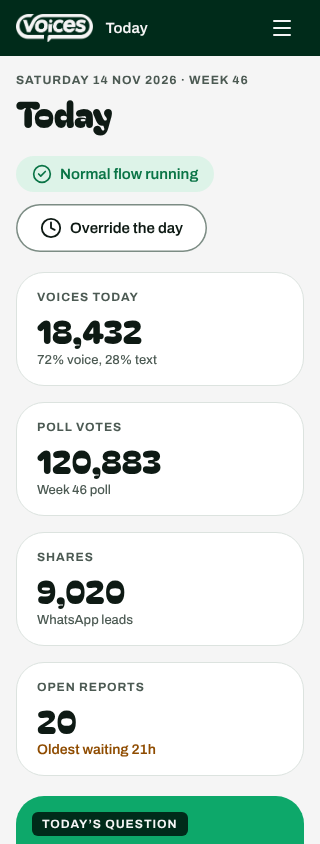 voices Today
SATURDAY 14 NOV 2026 · WEEK 46
Today
Normal flow running
Override the day
VOICES TODAY
18,432
72% voice, 28% text
POLL VOTES
120,883
Week 46 poll
SHARES
9,020
WhatsApp leads
OPEN REPORTS
20
Oldest waiting 21h
TODAY'S QUESTION